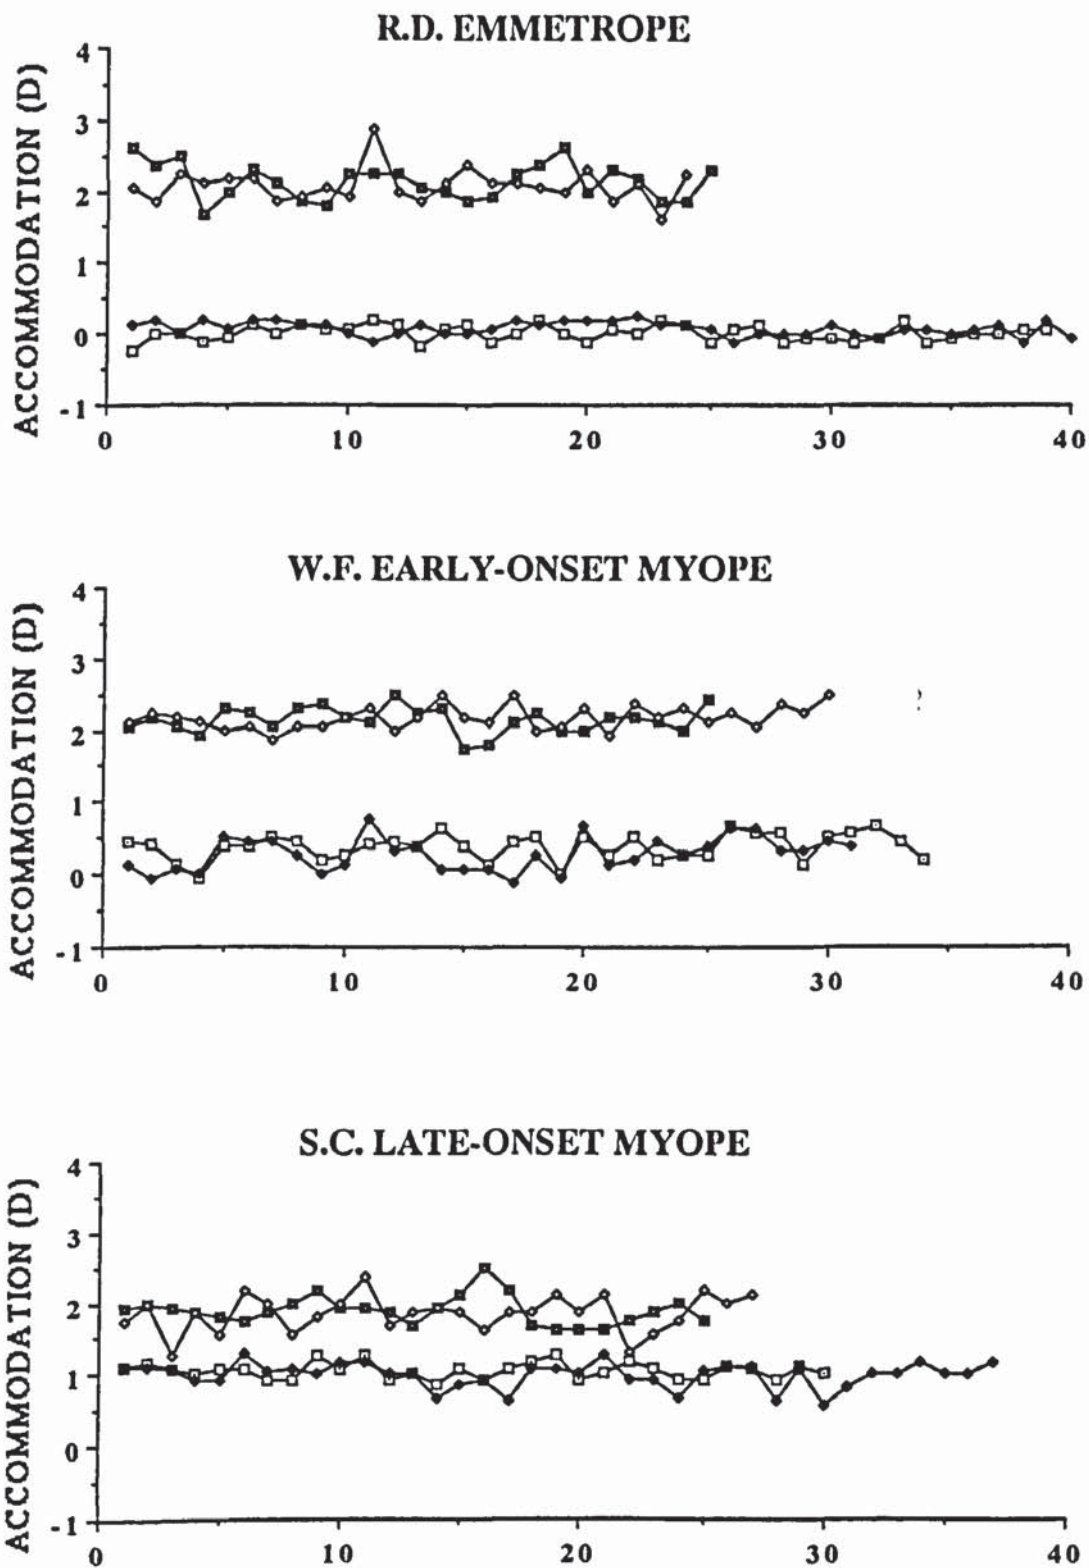 R.D. EMMETROPE
ACCOMMODATION (D)
4
3
2
1
0
-1
0 10 20 30 40
W.F. EARLY-ONSET MYOPE
ACCOMMODATION (D)
4
3
2
1
0
-1
0 10 20 30 40
S.C. LATE-ONSET MYOPE
ACCOMMODATION (D)
4
3
2
1
0
-1
0 10 20 30 40